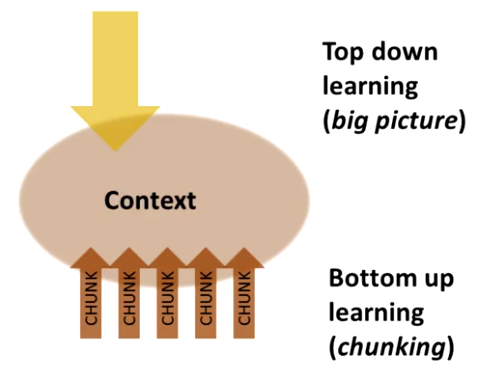 Top down
learning
(big picture)
Context
CHUNK
CHUNK
CHUNK
CHUNK
CHUNK
Bottom up
learning
(chunking)